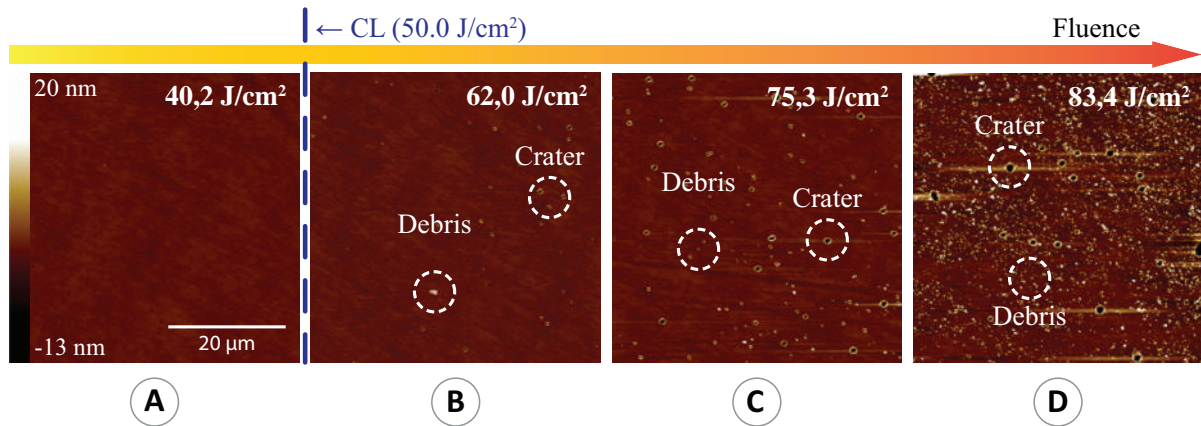 ← CL (50.0 J/cm²)
Fluence
20 nm
40,2 J/cm²
20 µm
-13 nm
62,0 J/cm²
Crater
Debris
75,3 J/cm²
Debris
Crater
83,4 J/cm²
Crater
Debris
A
B
C
D